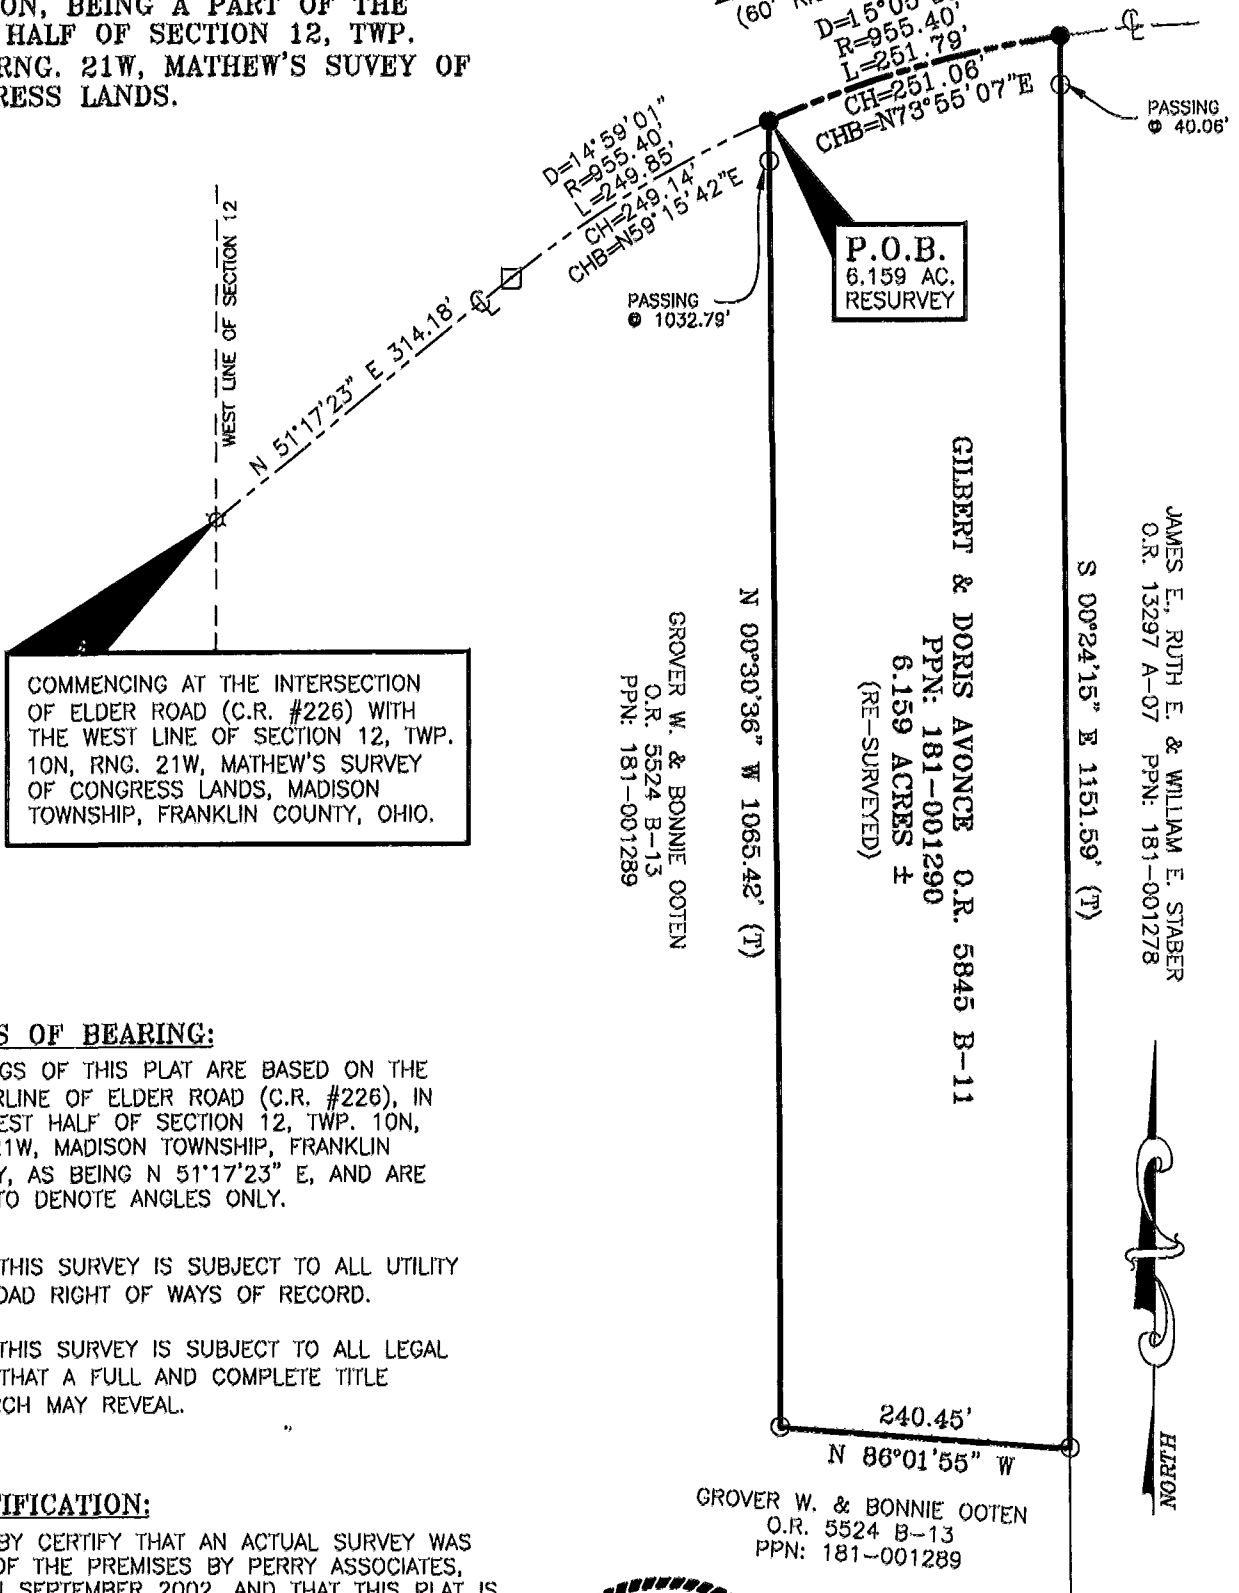 ON, BEING A PART OF THE
HALF OF SECTION 12, TWP.
RNG. 21W, MATHEW'S SUVEY OF
RESS LANDS.
(60'
D=15°05'
R=955.40'
L=251.79'
CH=251.06'
CHB=N73°55'07"E
℄
PASSING
@ 40.06'
D=14°59'01"
R=955.40'
L=249.85'
CH=249.14'
CHB=N59°15'42"E
P.O.B.
6.159 AC.
RESURVEY
PASSING
@ 1032.79'
WEST LINE OF SECTION 12
N 51°17'23" E 314.18'
℄
COMMENCING AT THE INTERSECTION
OF ELDER ROAD (C.R. #226) WITH
THE WEST LINE OF SECTION 12, TWP.
10N, RNG. 21W, MATHEW'S SURVEY
OF CONGRESS LANDS, MADISON
TOWNSHIP, FRANKLIN COUNTY, OHIO.
GROVER W. & BONNIE OOTEN
O.R. 5524 B-13
PPN: 181-001289
N 00°30'36" W 1065.42' (T)
GILBERT & DORIS AVONCE O.R. 5845 B-11
PPN: 181-001290
6.159 ACRES ±
(RE-SURVEYED)
S 00°24'15" E 1151.59' (T)
JAMES E., RUTH E. & WILLIAM E. STABER
O.R. 13297 A-07 PPN: 181-001278
S OF BEARING:
GS OF THIS PLAT ARE BASED ON THE
RLINE OF ELDER ROAD (C.R. #226), IN
EST HALF OF SECTION 12, TWP. 10N,
21W, MADISON TOWNSHIP, FRANKLIN
Y, AS BEING N 51°17'23" E, AND ARE
TO DENOTE ANGLES ONLY.
THIS SURVEY IS SUBJECT TO ALL UTILITY
OAD RIGHT OF WAYS OF RECORD.
THIS SURVEY IS SUBJECT TO ALL LEGAL
THAT A FULL AND COMPLETE TITLE
RCH MAY REVEAL.
NORTH
240.45'
N 86°01'55" W
GROVER W. & BONNIE OOTEN
O.R. 5524 B-13
PPN: 181-001289
TIFICATION:
BY CERTIFY THAT AN ACTUAL SURVEY WAS
OF THE PREMISES BY PERRY ASSOCIATES,
SEPTEMBER 2002, AND THAT THIS PLAT IS